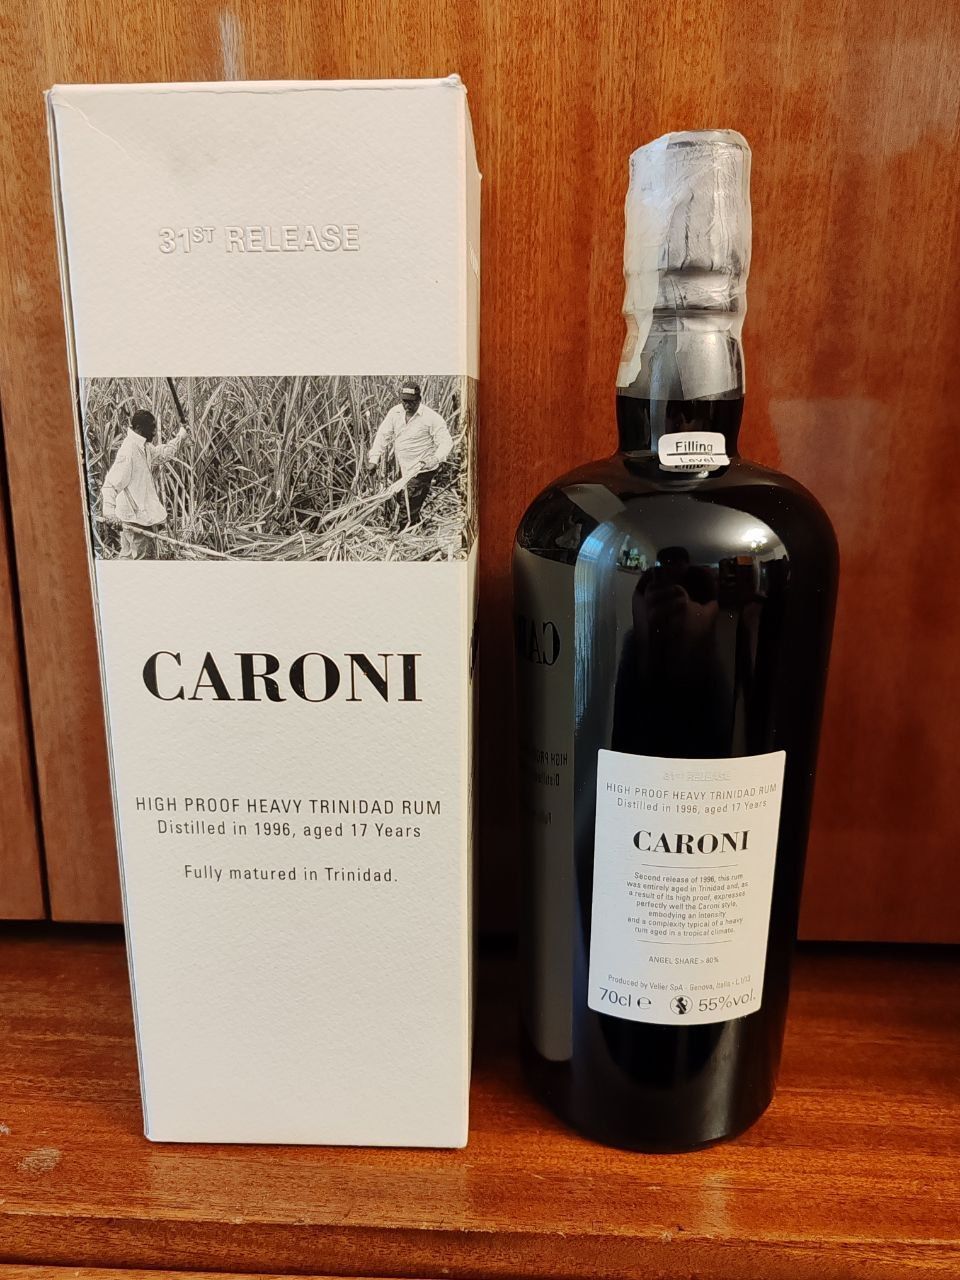 31ST RELEASE
CARONI
HIGH PROOF HEAVY TRINIDAD RUM
Distilled in 1996, aged 17 Years
Fully matured in Trinidad.
Filling
Level
31ST RELEASE
HIGH PROOF HEAVY TRINIDAD RUM
Distilled in 1996, aged 17 Years
CARONI
Second release of 1996, this rum
was entirely aged in Trinidad and, as
a result of its high proof, expresses
perfectly well the Caroni style,
embodying an intensity
and a complexity typical of a heavy
rum aged in a tropical climate.
ANGEL SHARE > 80%
Produced by Velier SpA - Genova, Italia - L.1/13
70cl e 55%vol.